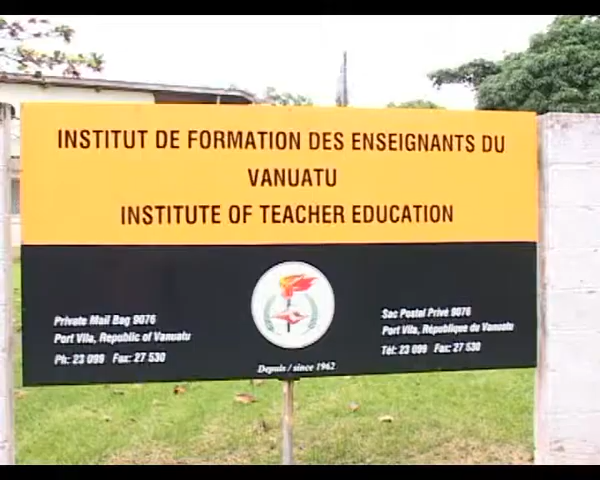 INSTITUT DE FORMATION DES ENSEIGNANTS DU
VANUATU
INSTITUTE OF TEACHER EDUCATION
Private Mail Bag 9076
Port Vila, Republic of Vanuatu
Ph: 23 099 Fax: 27 530
Sac Postal Privé 9076
Port Vila, République du Vanuatu
Tél: 23 099 Fax: 27 530
Depuis / since 1962